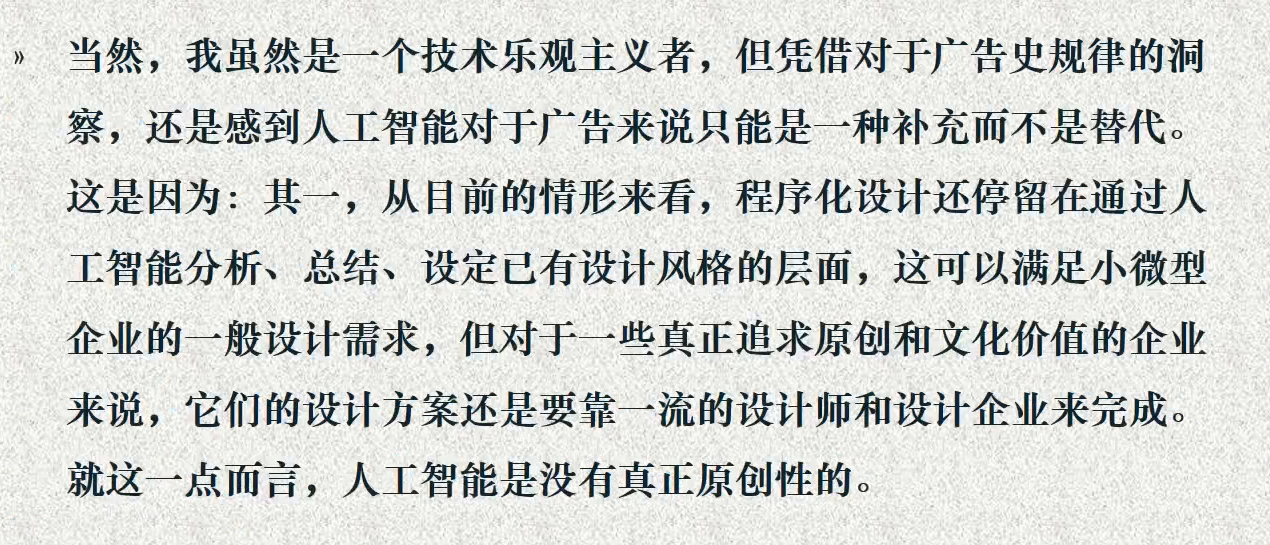 » 当然，我虽然是一个技术乐观主义者，但凭借对于广告史规律的洞
察，还是感到人工智能对于广告来说只能是一种补充而不是替代。
这是因为：其一，从目前的情形来看，程序化设计还停留在通过人
工智能分析、总结、设定已有设计风格的层面，这可以满足小微型
企业的一般设计需求，但对于一些真正追求原创和文化价值的企业
来说，它们的设计方案还是要靠一流的设计师和设计企业来完成。
就这一点而言，人工智能是没有真正原创性的。